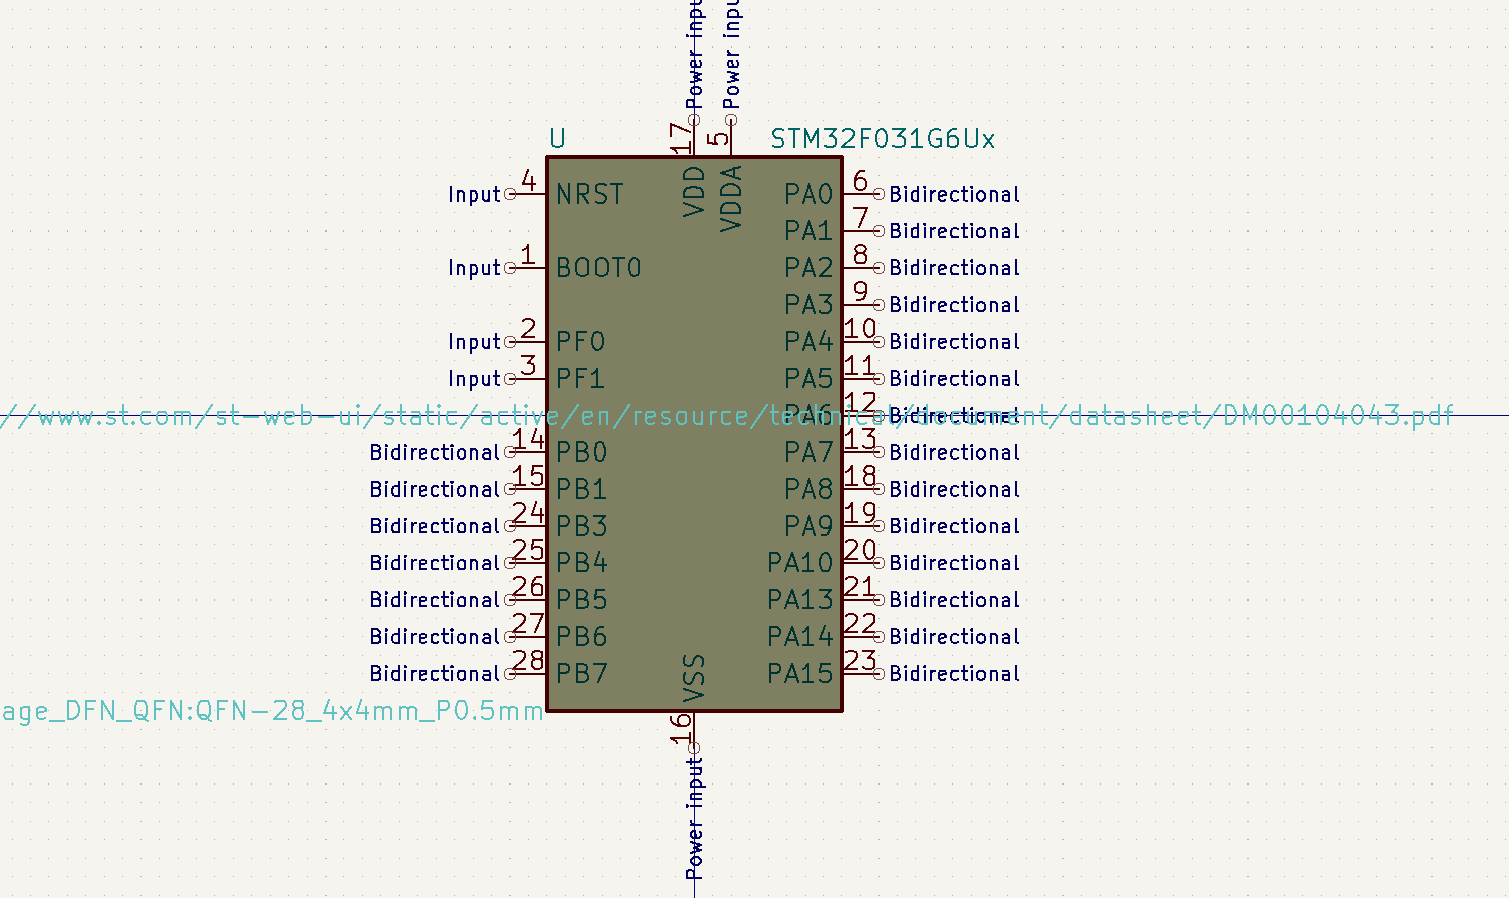 Power inpu
Power inpu
U
17
5
STM32F031G6Ux
VDD
VDDA
Input 4 NRST
PA0 6 Bidirectional
PA1 7 Bidirectional
Input 1 BOOT0
PA2 8 Bidirectional
PA3 9 Bidirectional
Input 2 PF0
PA4 10 Bidirectional
Input 3 PF1
PA5 11 Bidirectional
PA6 12 Bidirectional
//www.st.com/st-web-ui/static/active/en/resource/technical/document/datasheet/DM00104043.pdf
Bidirectional 14 PB0
PA7 13 Bidirectional
Bidirectional 15 PB1
PA8 18 Bidirectional
Bidirectional 24 PB3
PA9 19 Bidirectional
Bidirectional 25 PB4
PA10 20 Bidirectional
Bidirectional 26 PB5
PA13 21 Bidirectional
Bidirectional 27 PB6
PA14 22 Bidirectional
Bidirectional 28 PB7
PA15 23 Bidirectional
VSS
age_DFN_QFN:QFN-28_4x4mm_P0.5mm
16
Power input